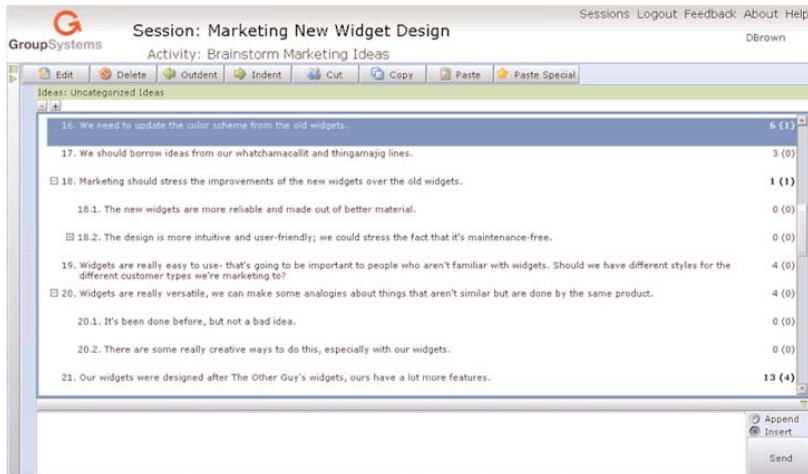 Sessions Logout Feedback About Help
GroupSystems
Session: Marketing New Widget Design
DBrown
Activity: Brainstorm Marketing Ideas
Edit Delete Outdent Indent Cut Copy Paste Paste Special
Ideas: Uncategorized Ideas
16. We need to update the color scheme from the old widgets. 6 (1)
17. We should borrow ideas from our whatchamacallit and thingamajig lines. 3 (0)
18. Marketing should stress the improvements of the new widgets over the old widgets. 1 (1)
18.1. The new widgets are more reliable and made out of better material. 0 (0)
18.2. The design is more intuitive and user-friendly; we could stress the fact that it's maintenance-free. 0 (0)
19. Widgets are really easy to use- that's going to be important to people who aren't familiar with widgets. Should we have different styles for the 4 (0)
different customer types we're marketing to?
20. Widgets are really versatile, we can make some analogies about things that aren't similar but are done by the same product. 4 (0)
20.1. It's been done before, but not a bad idea. 0 (0)
20.2. There are some really creative ways to do this, especially with our widgets. 0 (0)
21. Our widgets were designed after The Other Guy's widgets, ours have a lot more features. 13 (4)
Append
Insert
Send